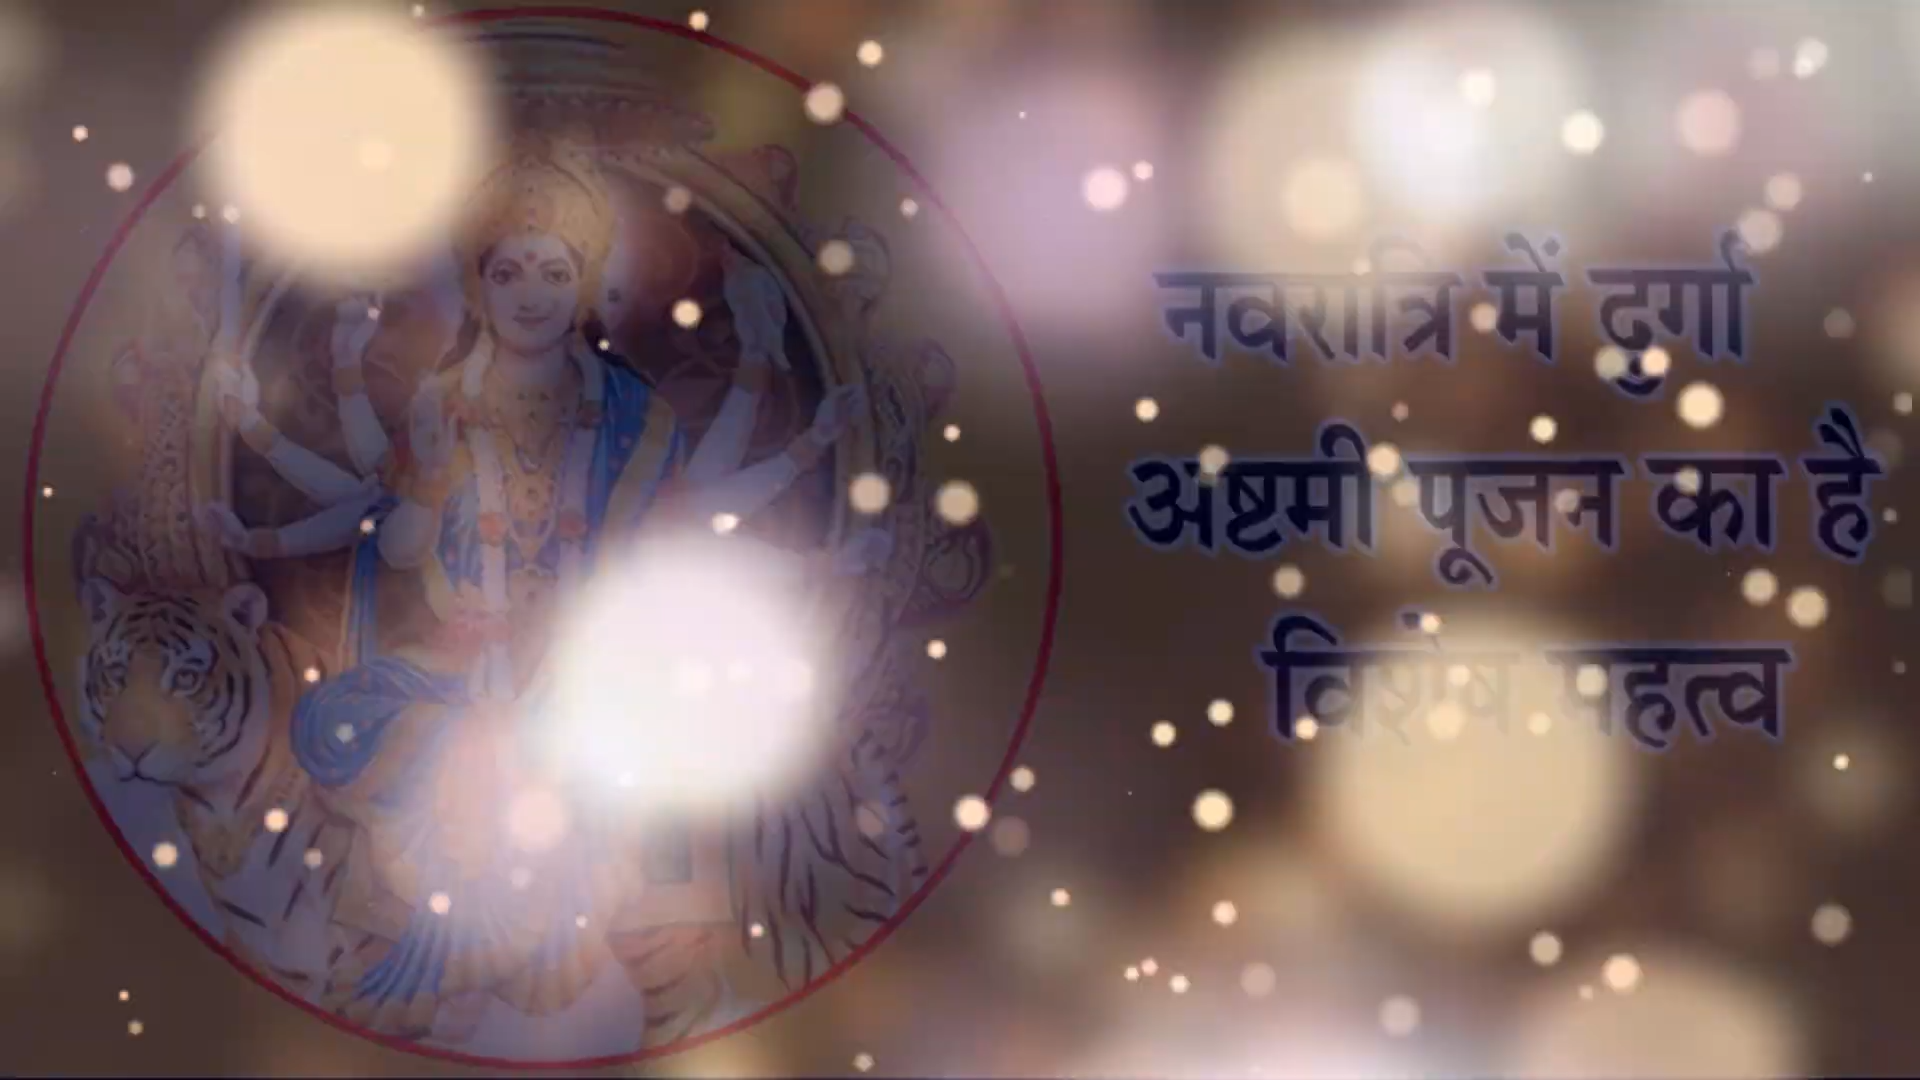 नवरात्रि में दुर्गा
अष्टमी पूजन का है
विशेष महत्व